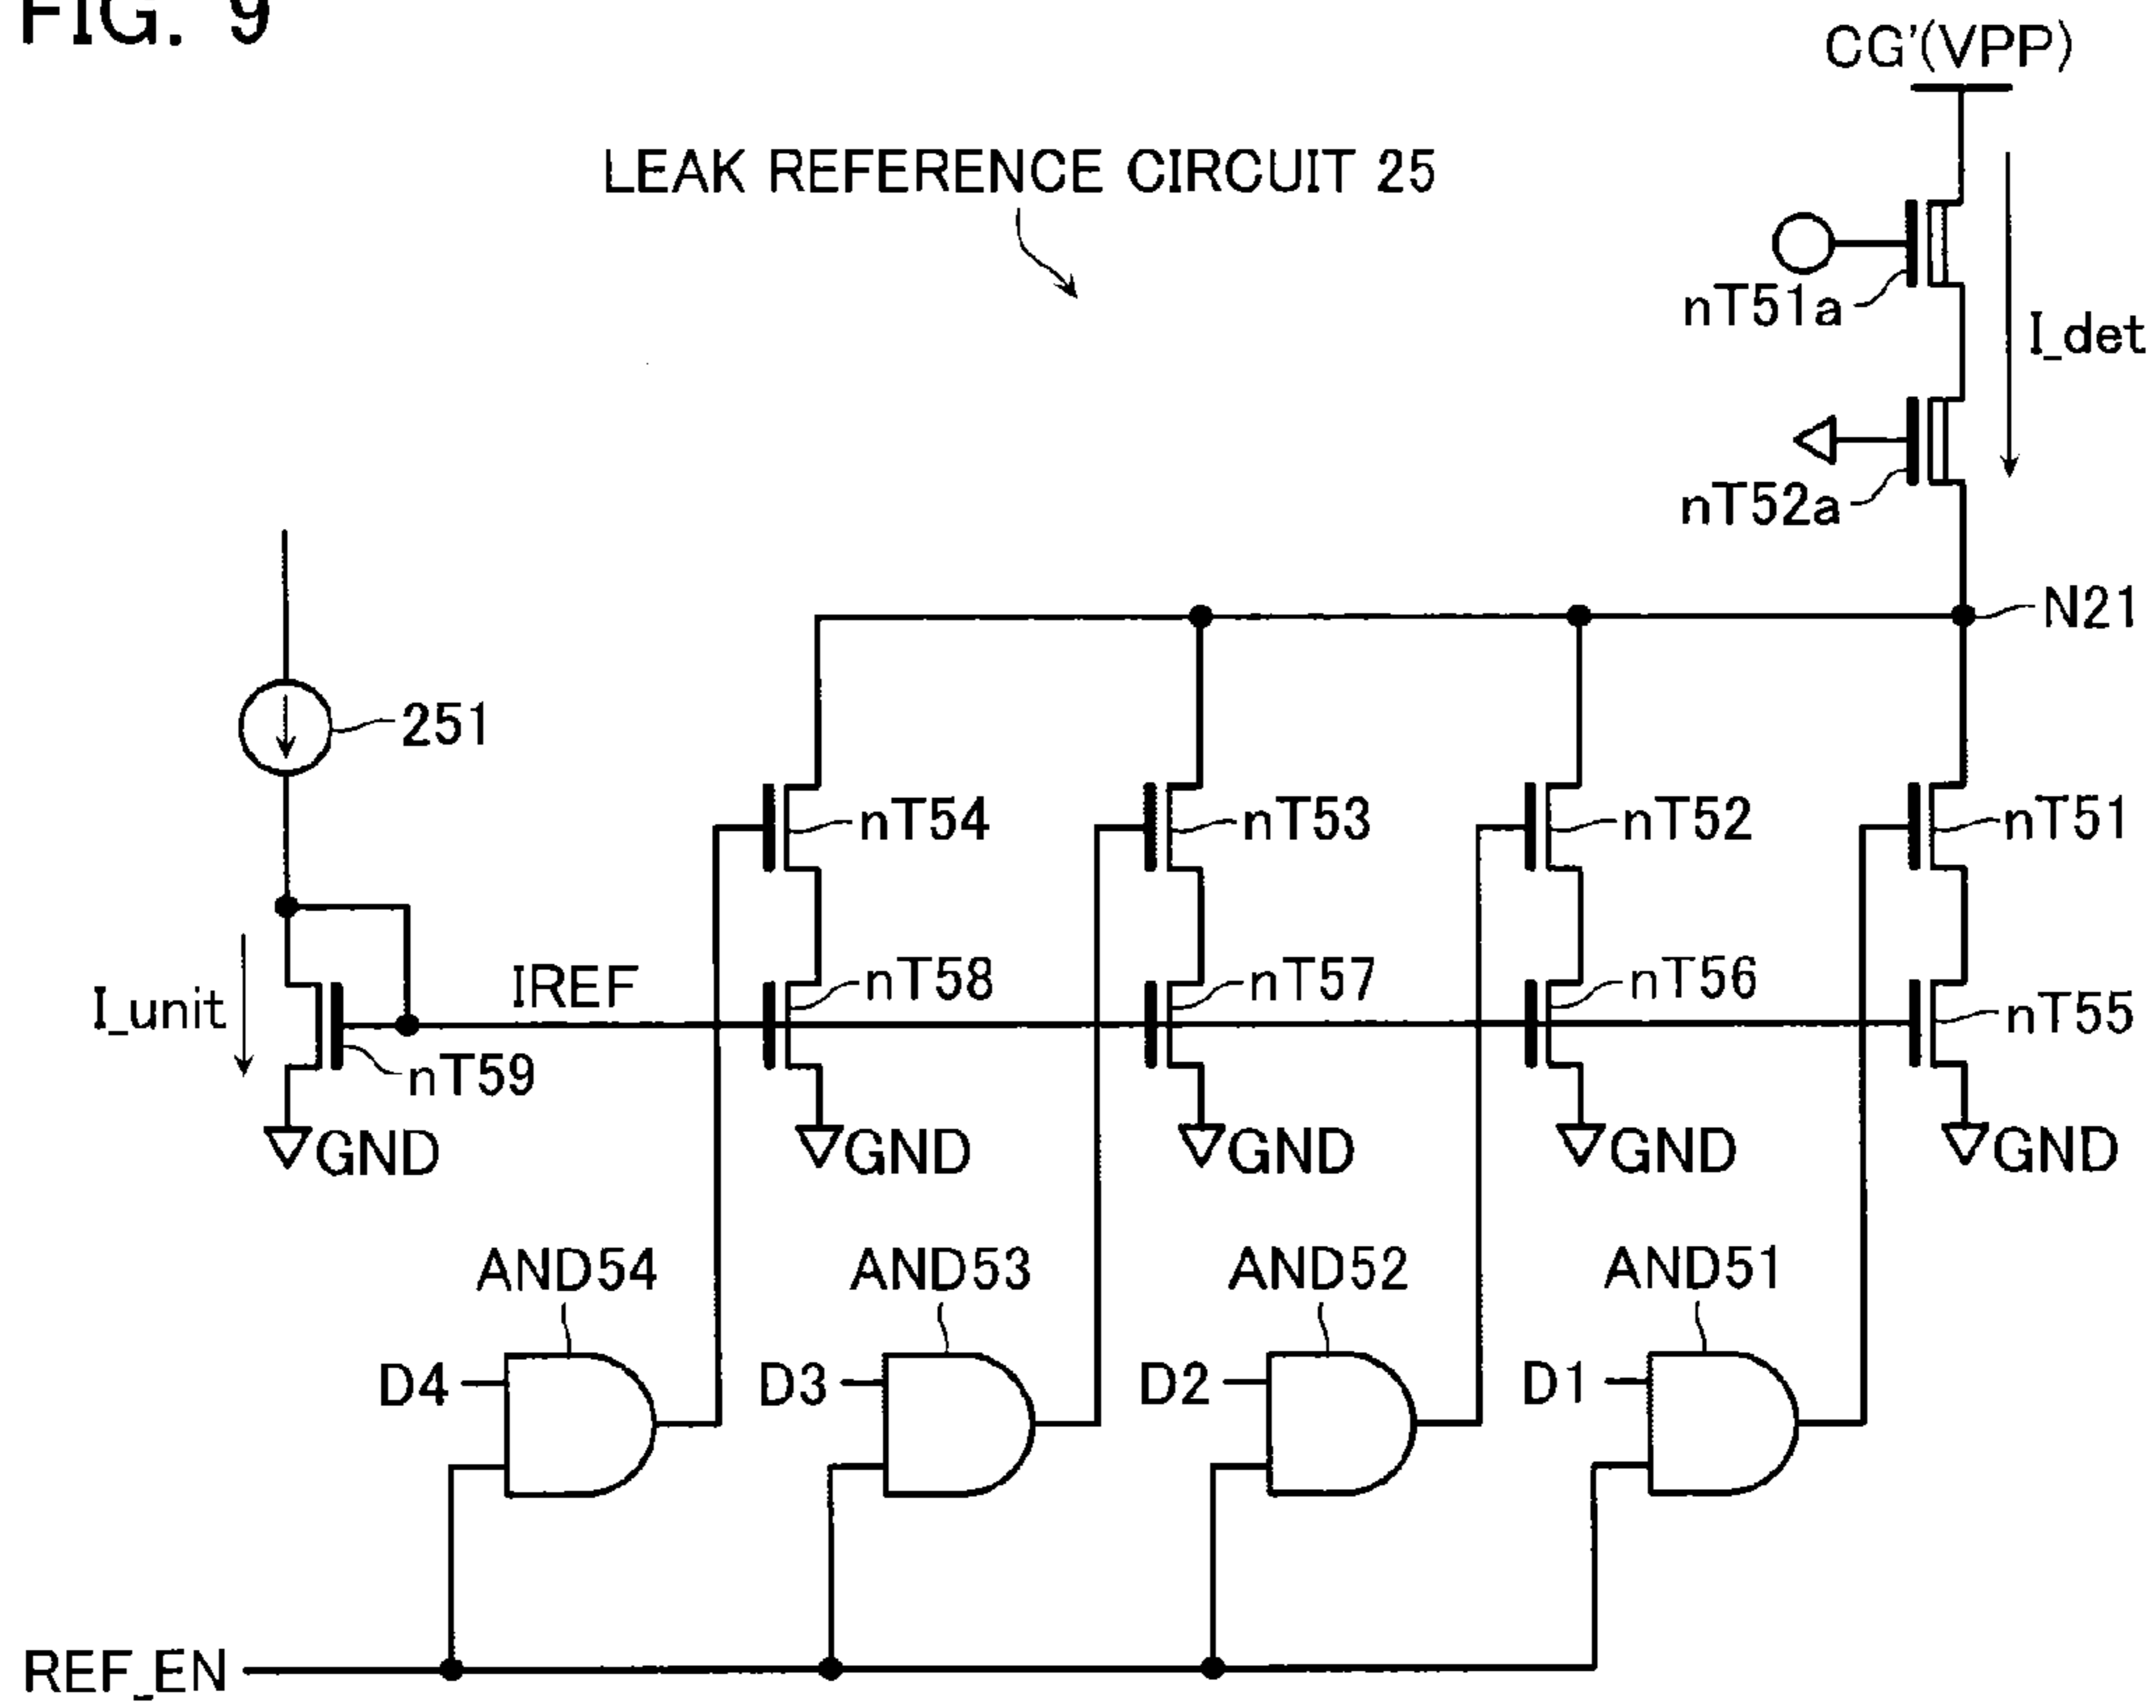 FIG. 9
CG'(VPP)
LEAK REFERENCE CIRCUIT 25
nT51a
I_det
nT52a
N21
251
nT54
nT53
nT52
nT51
I_unit
IREF
nT58
nT57
nT56
nT55
nT59
GND
GND
GND
GND
GND
AND54
AND53
AND52
AND51
D4
D3
D2
D1
REF_EN